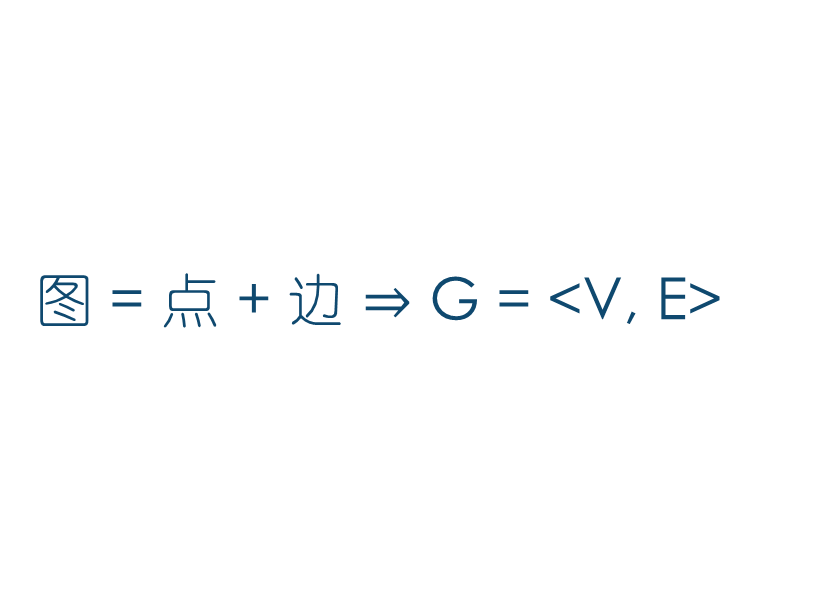 图 = 点 + 边 ⇒ G = <V, E>